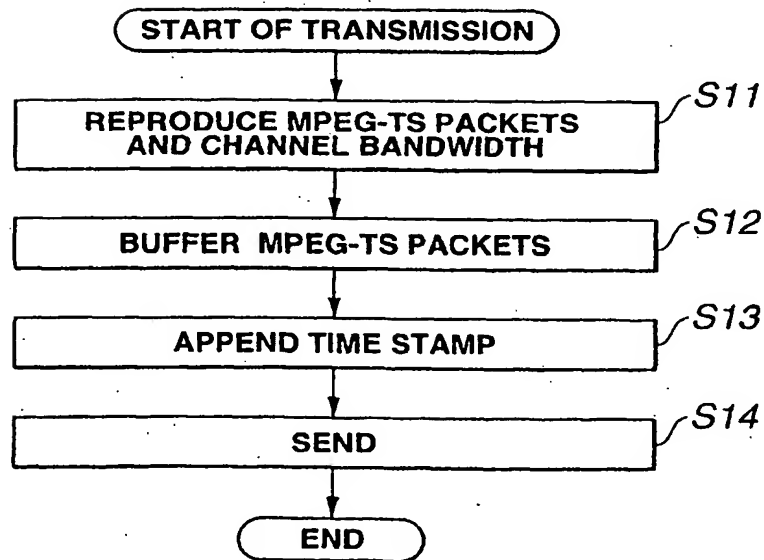 START OF TRANSMISSION
S11
REPRODUCE MPEG-TS PACKETS
AND CHANNEL BANDWIDTH
S12
BUFFER MPEG-TS PACKETS
S13
APPEND TIME STAMP
S14
SEND
END